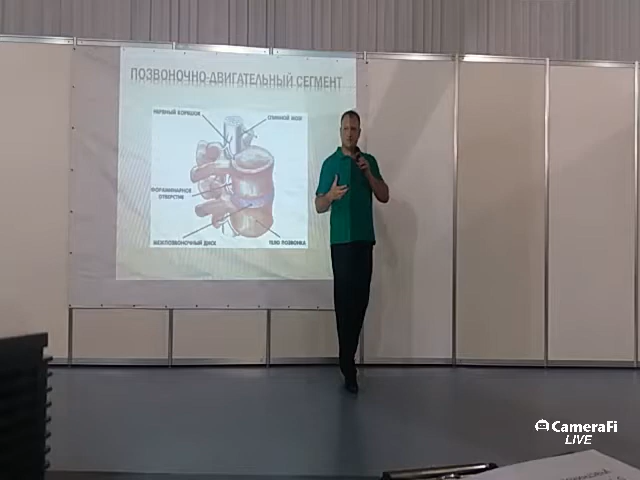 ПОЗВОНОЧНО-ДВИГАТЕЛЬНЫЙ СЕГМЕНТ
НЕРВНЫЙ КОРЕШОК
СПИННОЙ МОЗГ
ФОРАМИНАРНОЕ
ОТВЕРСТИЕ
МЕЖПОЗВОНОЧНЫЙ ДИСК
ТЕЛО ПОЗВОНКА
CameraFi
LIVE